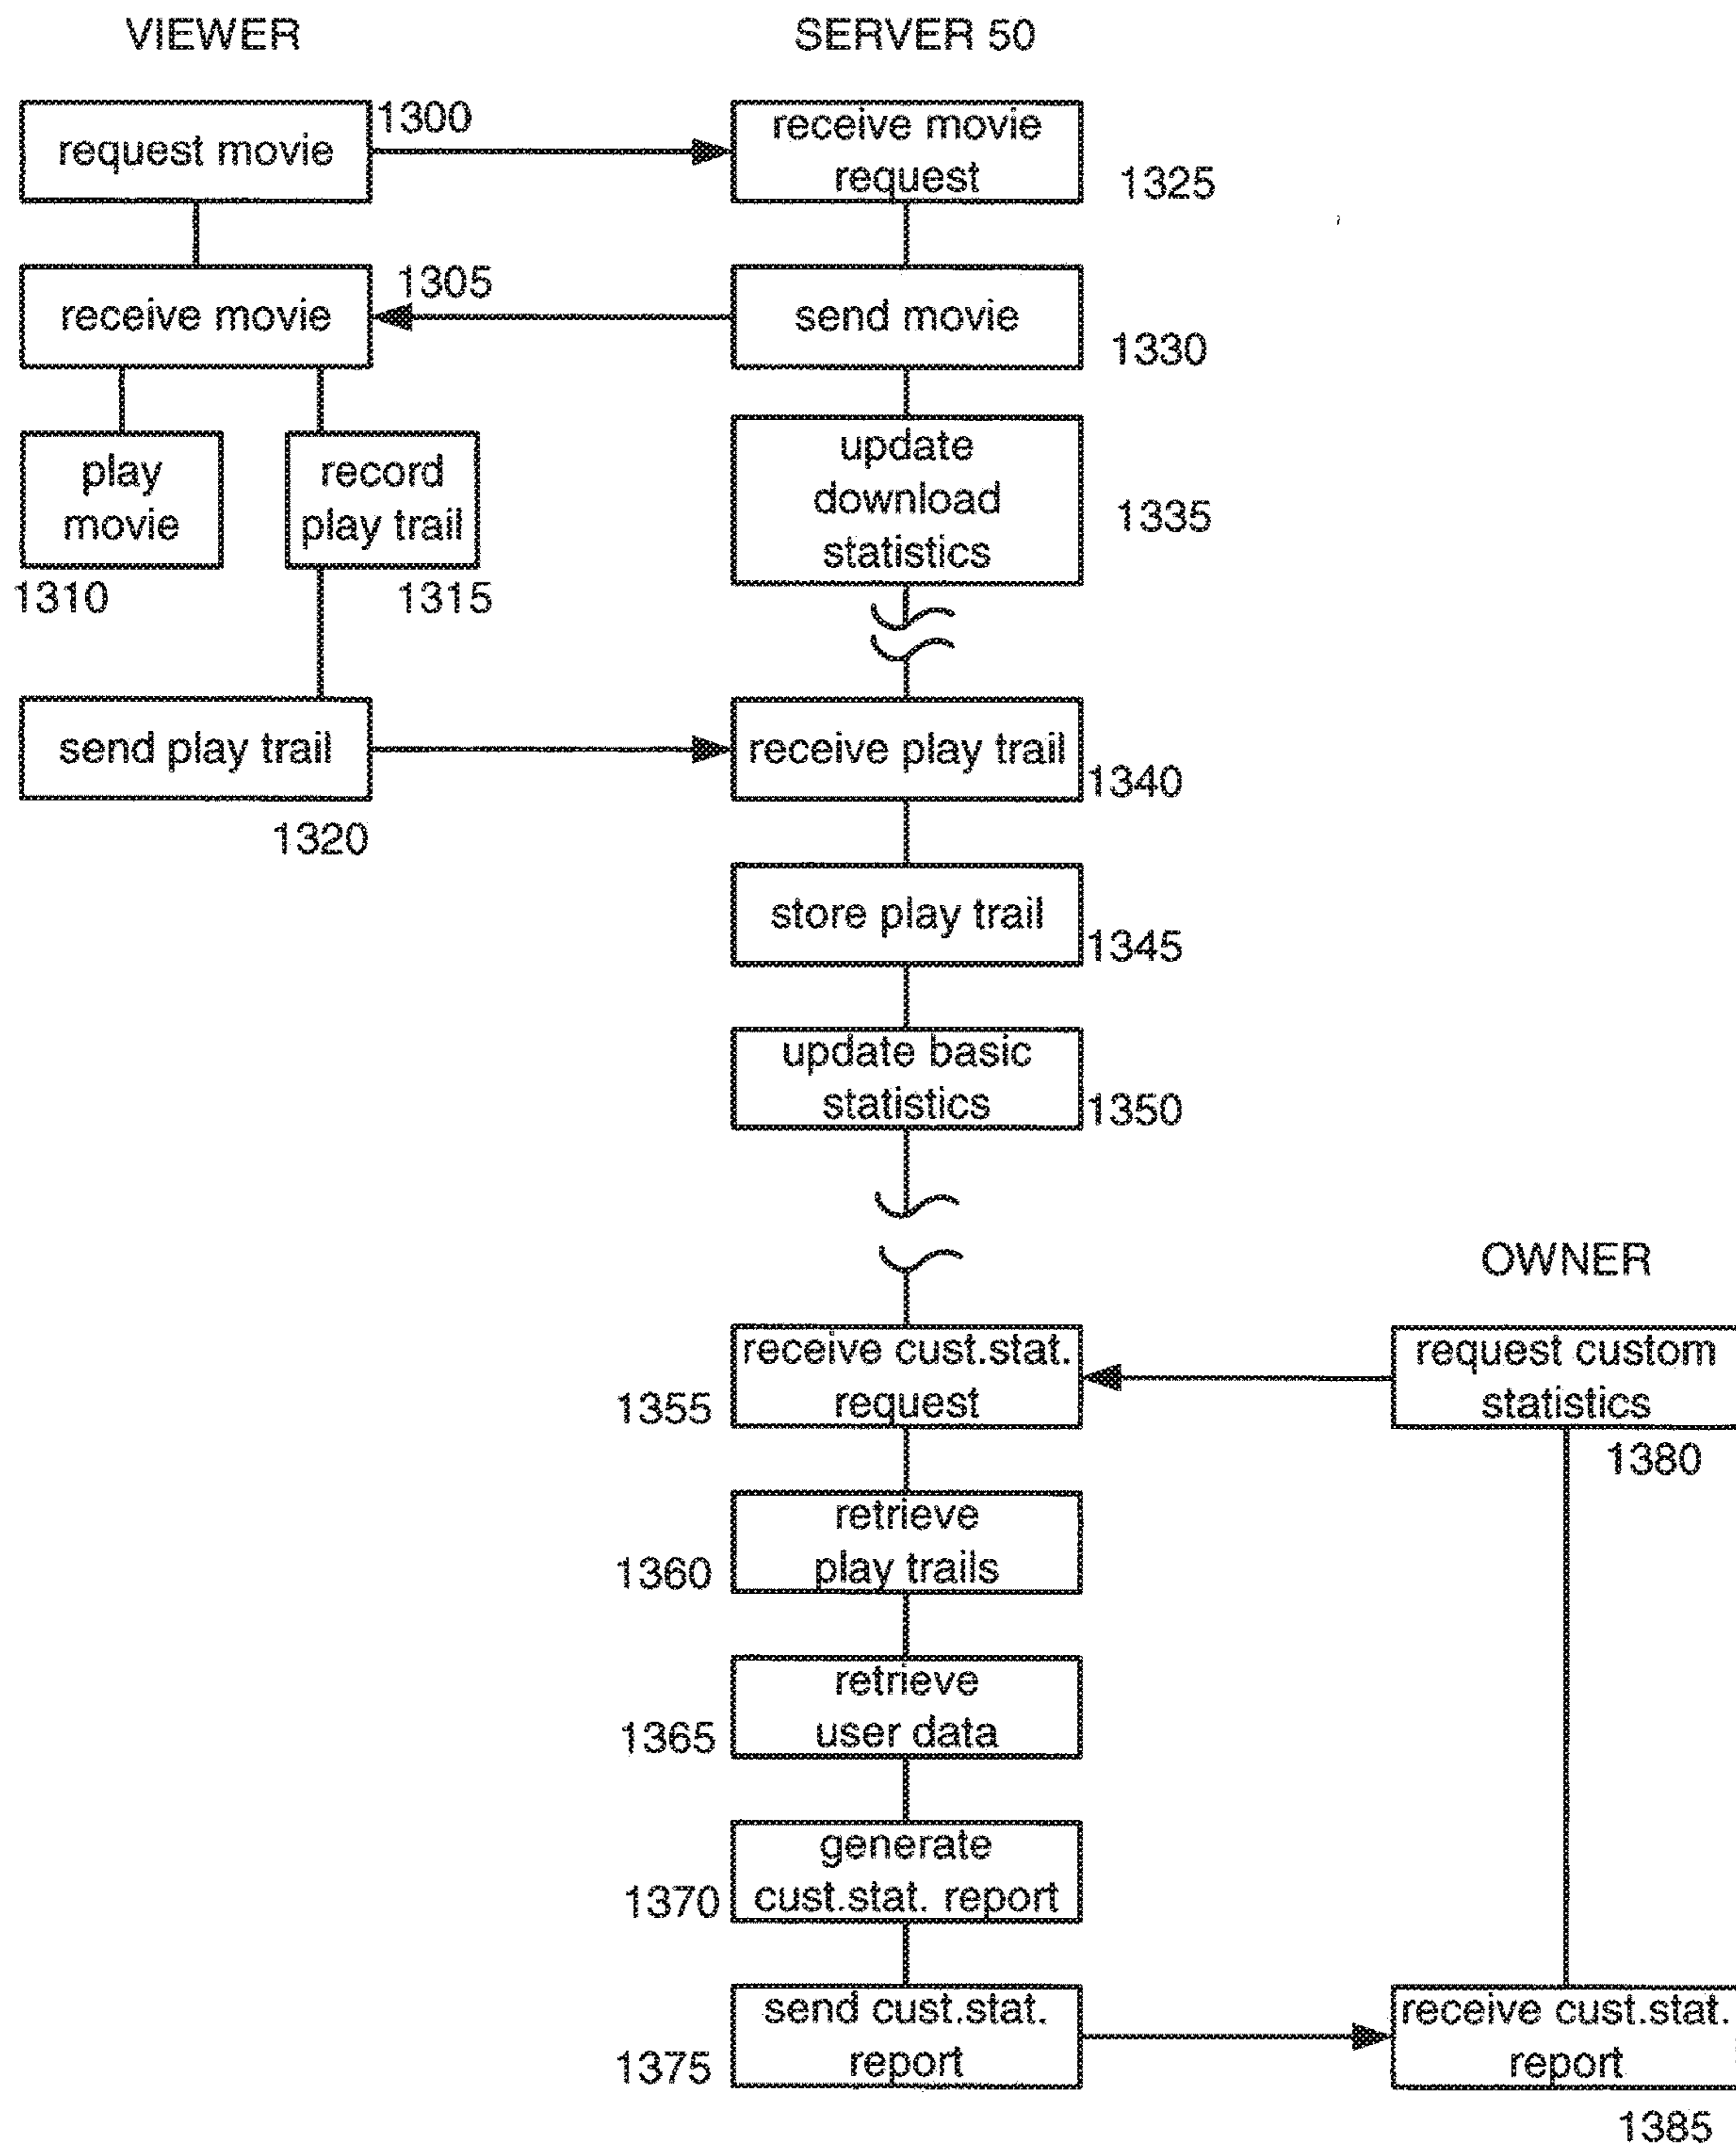 VIEWER
SERVER 50
request movie
1300
receive movie
request
1325
receive movie
1305
send movie
1330
play
movie
1310
record
play trail
1315
update
download
statistics
1335
send play trail
1320
receive play trail
1340
store play trail
1345
update basic
statistics
1350
OWNER
receive cust.stat.
request
1355
request custom
statistics
1380
retrieve
play trails
1360
retrieve
user data
1365
generate
cust.stat. report
1370
send cust.stat.
report
1375
receive cust.stat.
report
1385